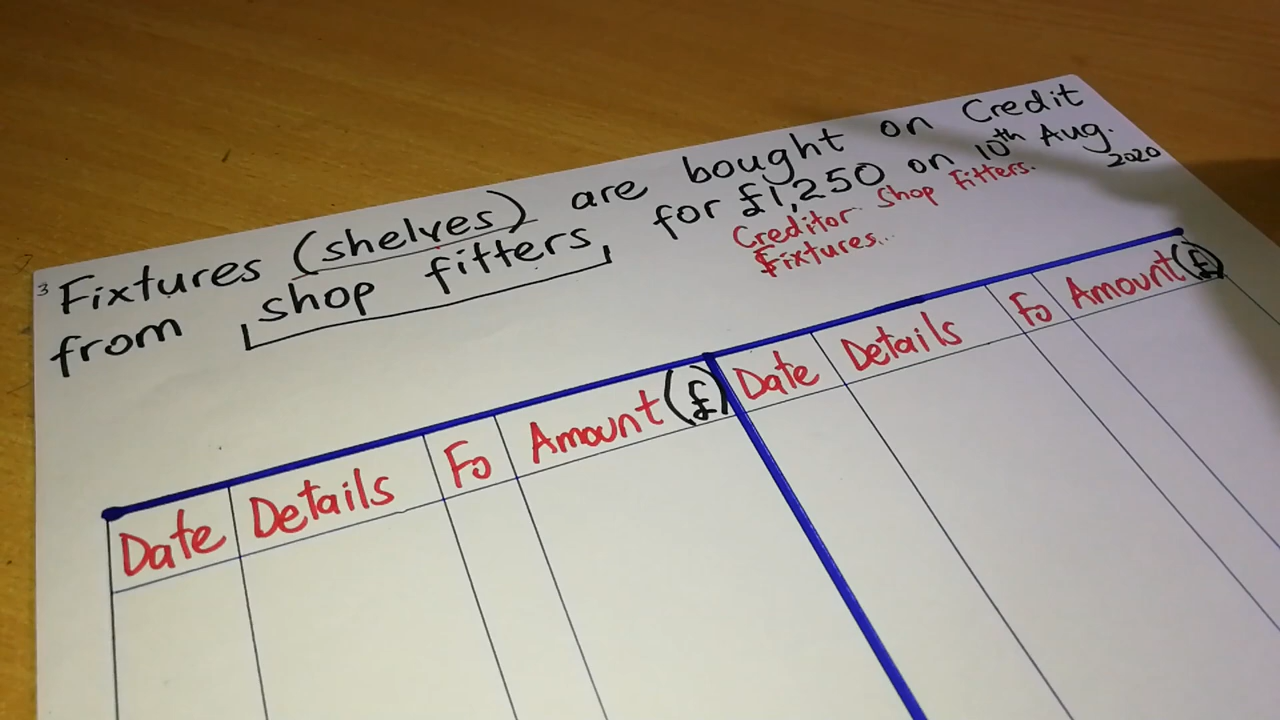 3 Fixtures (shelves) are bought on Credit
from shop fitters, for £1,250 on 10th Aug. 2020
Creditor Shop Fitters.
Fixtures..
Date Details Fo Amount (£) Date Details Fo Amount (£)